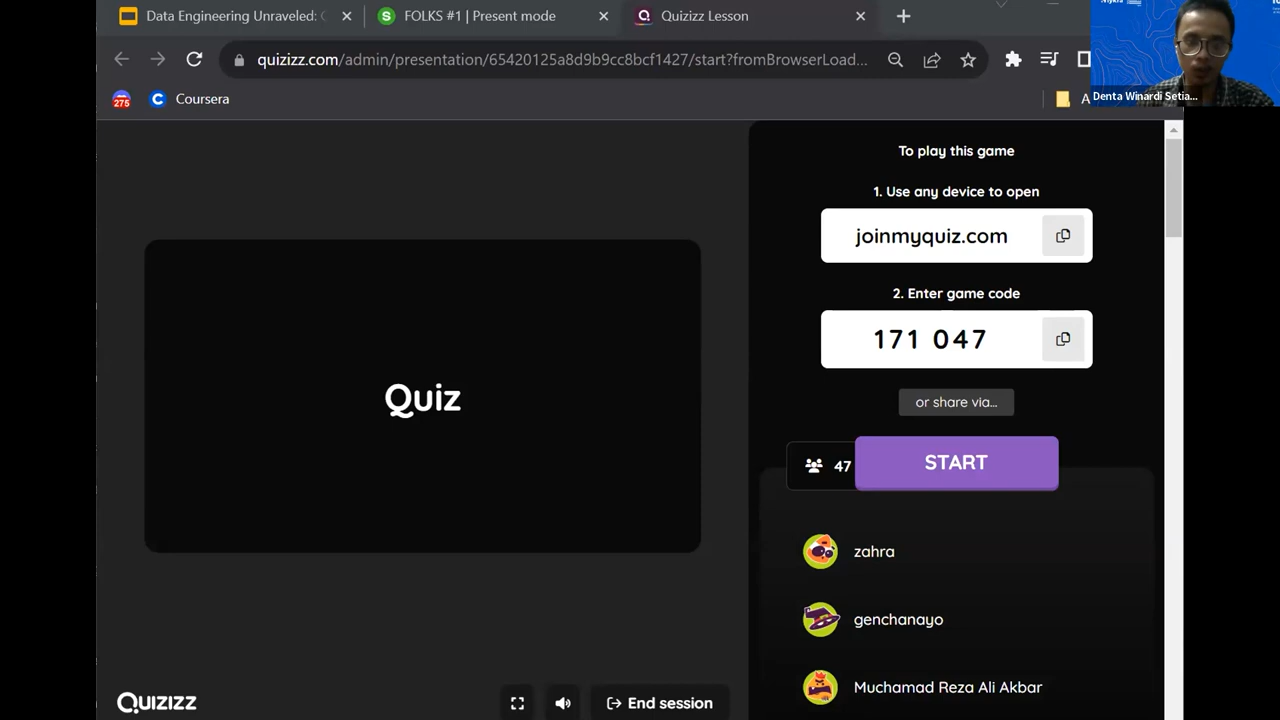 Data Engineering Unraveled:
FOLKS #1 | Present mode
Quizizz Lesson
quizizz.com/admin/presentation/65420125a8d9b9cc8bcf1427/start?fromBrowserLoad...
275
Coursera
Denta Winardi Setia...
To play this game
1. Use any device to open
joinmyquiz.com
2. Enter game code
171 047
or share via...
47
START
Quiz
zahra
genchanayo
Muchamad Reza Ali Akbar
Quizizz
End session